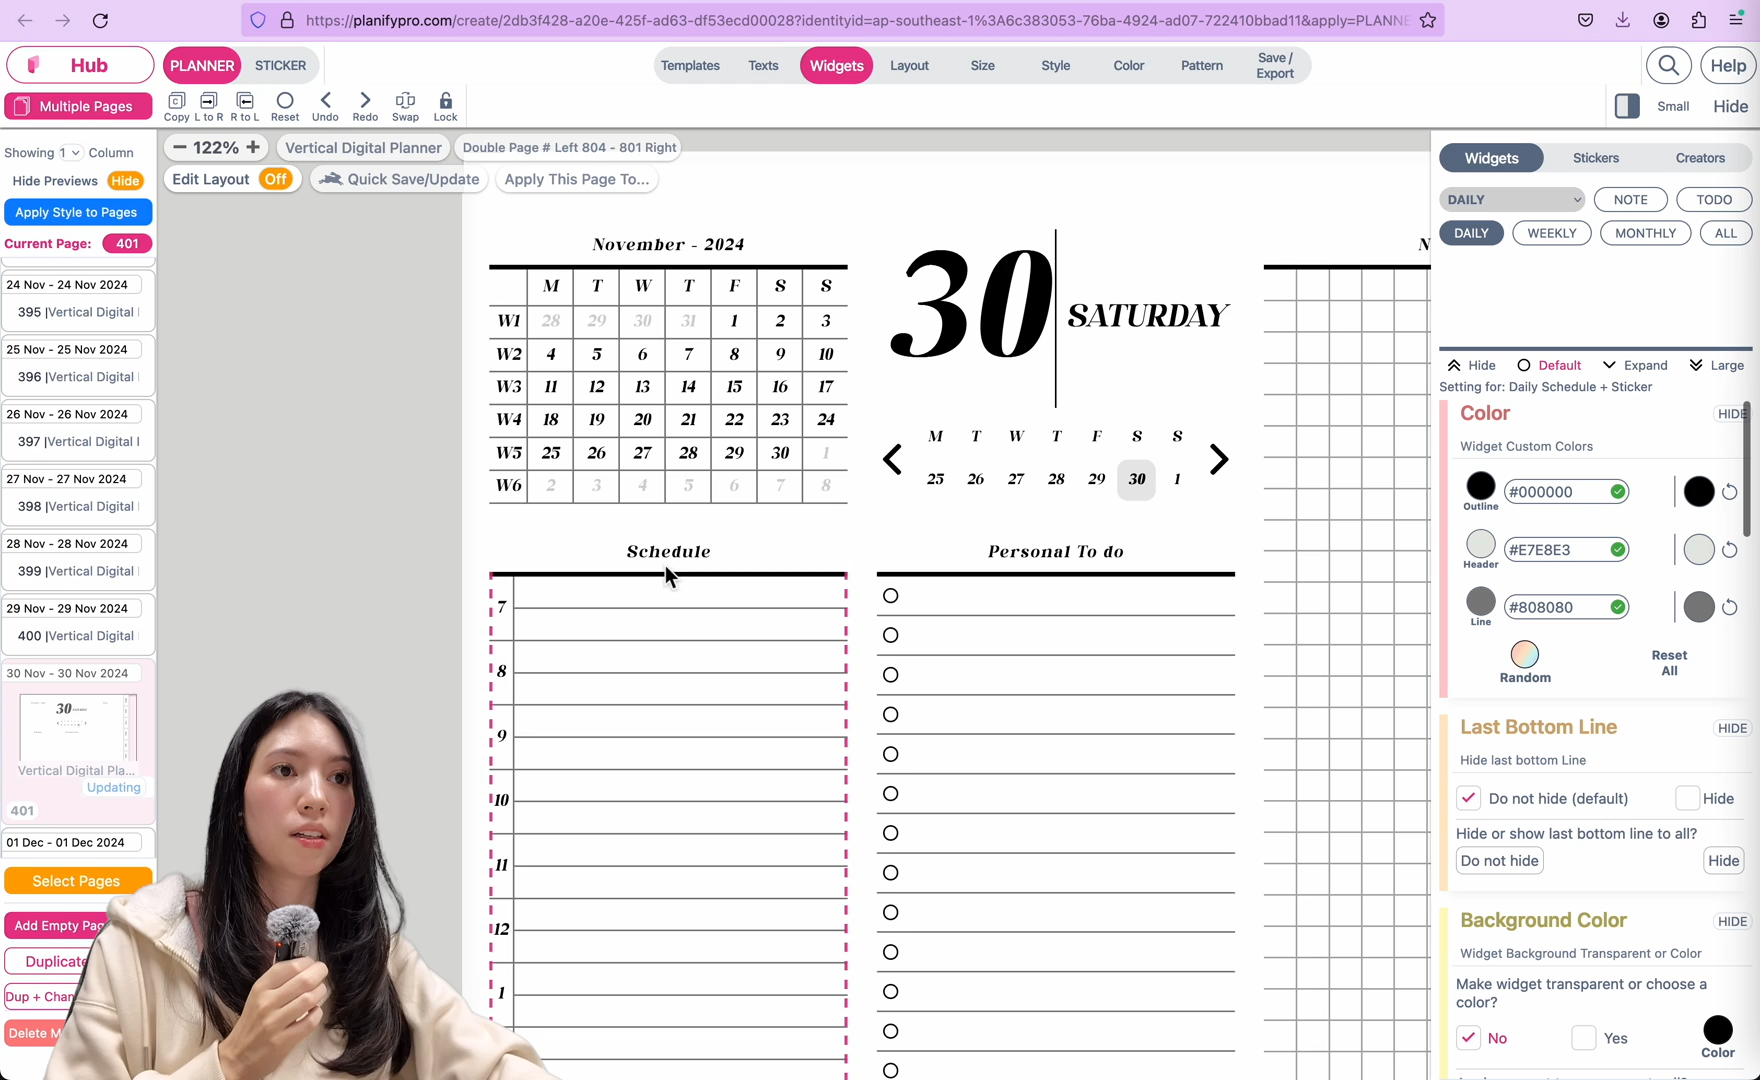 https://planifypro.com/create/2db3f428-a20e-425f-ad63-df53ecd00028?identityid=ap-southeast-1%3A6c383053-76ba-4924-ad07-722410bbad11&apply=PLANNE
Hub
PLANNER
STICKER
Templates
Texts
Widgets
Layout
Size
Style
Color
Pattern
Save /
Export
Help
Multiple Pages
Copy
L to R
R to L
Reset
Undo
Redo
Swap
Lock
Small
Hide
Showing 1 Column
Hide Previews Hide
Apply Style to Pages
Current Page: 401
24 Nov - 24 Nov 2024
395 |Vertical Digital
25 Nov - 25 Nov 2024
396 |Vertical Digital
26 Nov - 26 Nov 2024
397 |Vertical Digital
27 Nov - 27 Nov 2024
398 |Vertical Digital
28 Nov - 28 Nov 2024
399 |Vertical Digital
29 Nov - 29 Nov 2024
400 |Vertical Digital
30 Nov - 30 Nov 2024
30
Vertical Digital Pla...
Updating
401
01 Dec - 01 Dec 2024
Select Pages
Add Empty Pag
Duplicate
Dup + Chan
Delete M
122%
Vertical Digital Planner
Double Page # Left 804 - 801 Right
Edit Layout Off
Quick Save/Update
Apply This Page To...
November - 2024
M T W T F S S
W1 28 29 30 31 1 2 3
W2 4 5 6 7 8 9 10
W3 11 12 13 14 15 16 17
W4 18 19 20 21 22 23 24
W5 25 26 27 28 29 30 1
W6 2 3 4 5 6 7 8
30
SATURDAY
M T W T F S S
25 26 27 28 29 30 1
N
Schedule
7
8
9
10
11
12
1
Personal To do
Widgets
Stickers
Creators
DAILY
NOTE
TODO
DAILY
WEEKLY
MONTHLY
ALL
Hide
Default
Expand
Large
Setting for: Daily Schedule + Sticker
Color
HIDE
Widget Custom Colors
Outline
#000000
Header
#E7E8E3
Line
#808080
Random
Reset
All
Last Bottom Line
HIDE
Hide last bottom Line
Do not hide (default)
Hide
Hide or show last bottom line to all?
Do not hide
Hide
Background Color
HIDE
Widget Background Transparent or Color
Make widget transparent or choose a
color?
No
Yes
Color